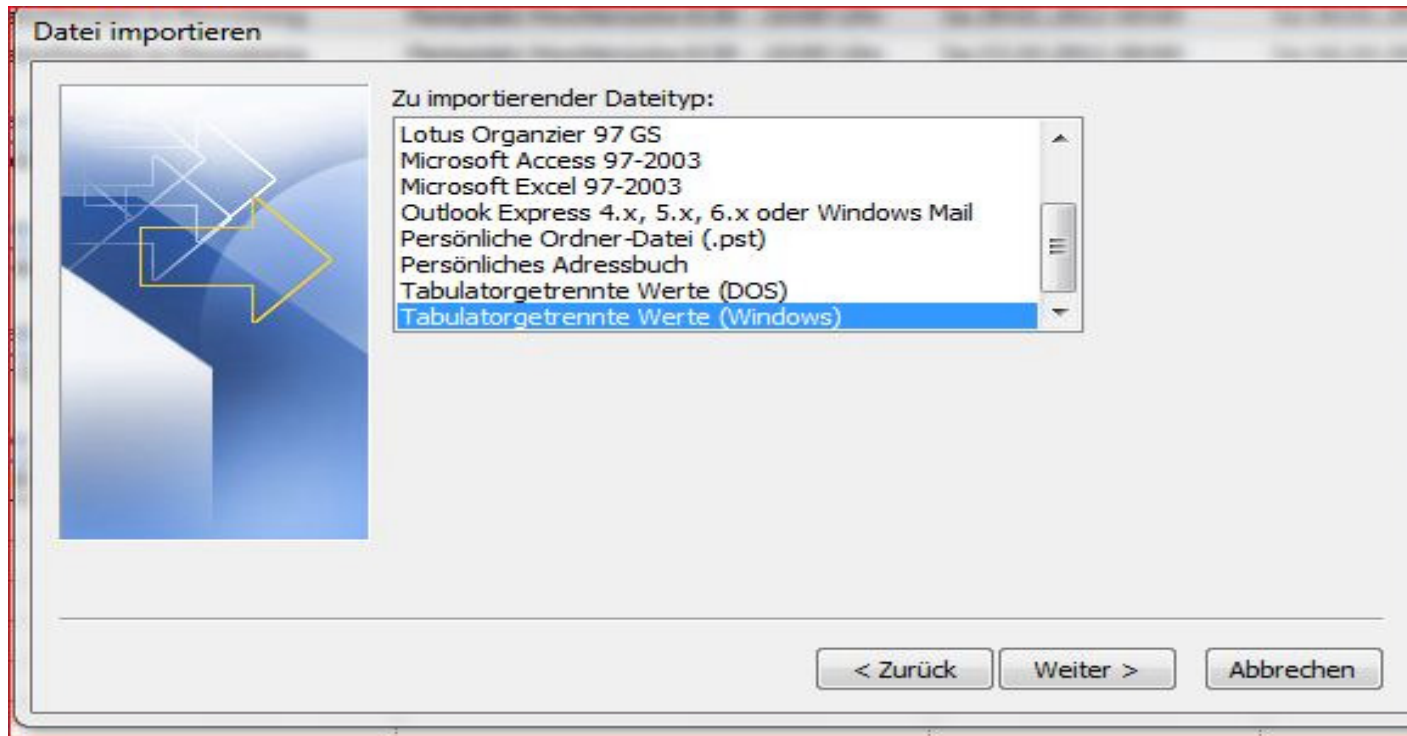 Datei importieren
Zu importierender Dateityp:
Lotus Organzier 97 GS
Microsoft Access 97-2003
Microsoft Excel 97-2003
Outlook Express 4.x, 5.x, 6.x oder Windows Mail
Persönliche Ordner-Datei (.pst)
Persönliches Adressbuch
Tabulatorgetrennte Werte (DOS)
Tabulatorgetrennte Werte (Windows)
< Zurück
Weiter >
Abbrechen